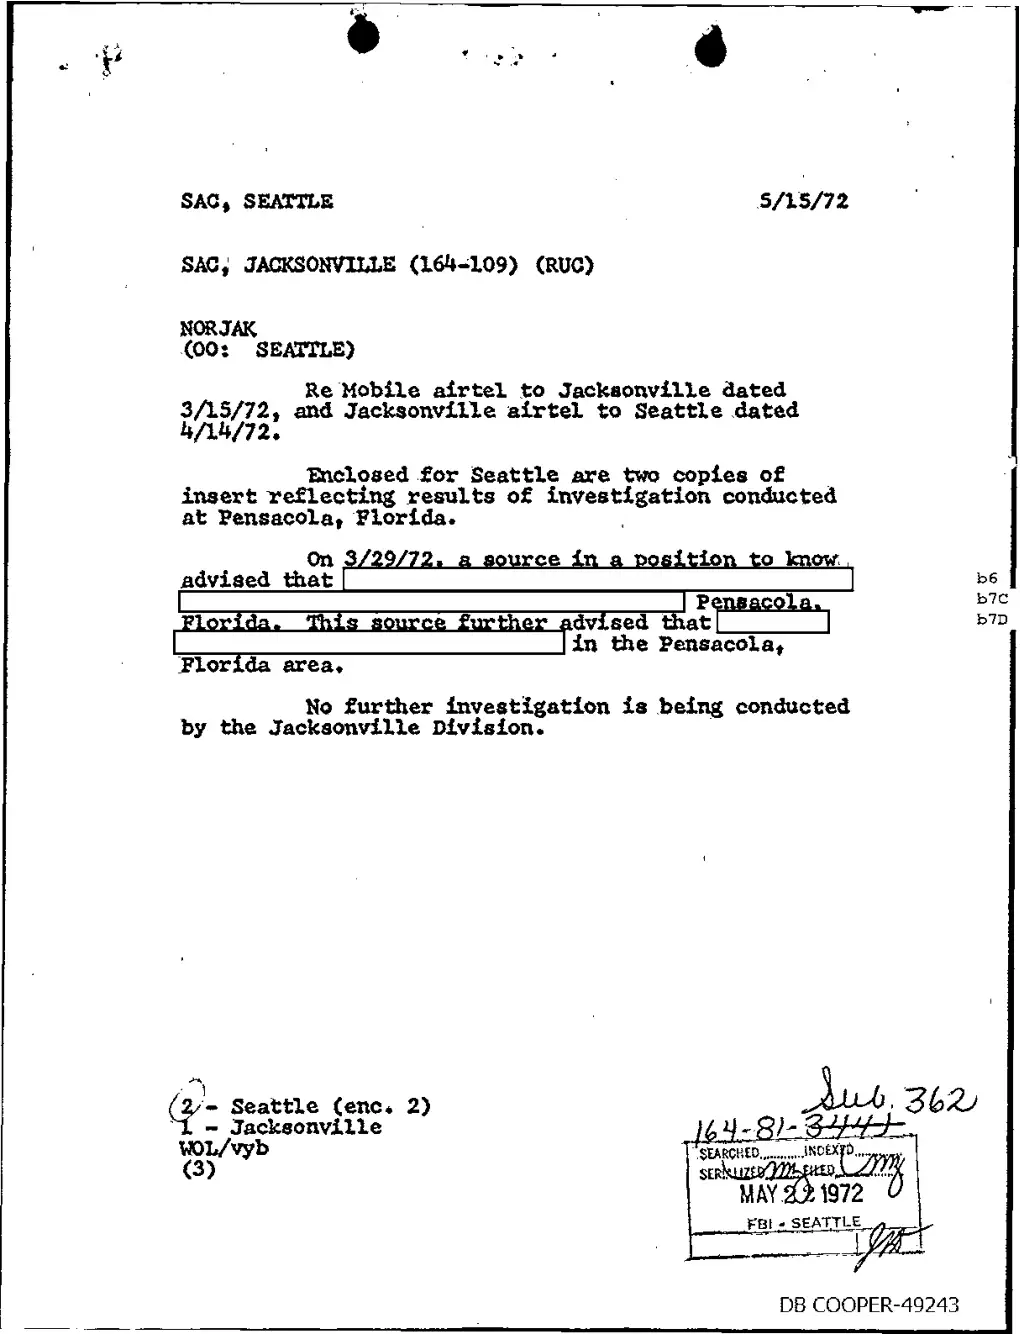 SAC, SEATTLE 5/15/72
SAC, JACKSONVILLE (164-109) (RUC)
NORJAK
(OO: SEATTLE)
Re Mobile airtel to Jacksonville dated
3/15/72, and Jacksonville airtel to Seattle dated
4/14/72.
Enclosed for Seattle are two copies of
insert reflecting results of investigation conducted
at Pensacola, Florida.
On 3/29/72, a source in a position to know,
advised that
b6
Pensacola,
b7C
Florida. This source further advised that
b7D
in the Pensacola,
Florida area.
No further investigation is being conducted
by the Jacksonville Division.
2 - Seattle (enc. 2)
1 - Jacksonville
WOL/vyb
(3)
Sub. 362
164-81-3441
SEARCHED INDEXED
SERIALIZED FILED
MAY 22 1972
FBI - SEATTLE
DB COOPER-49243